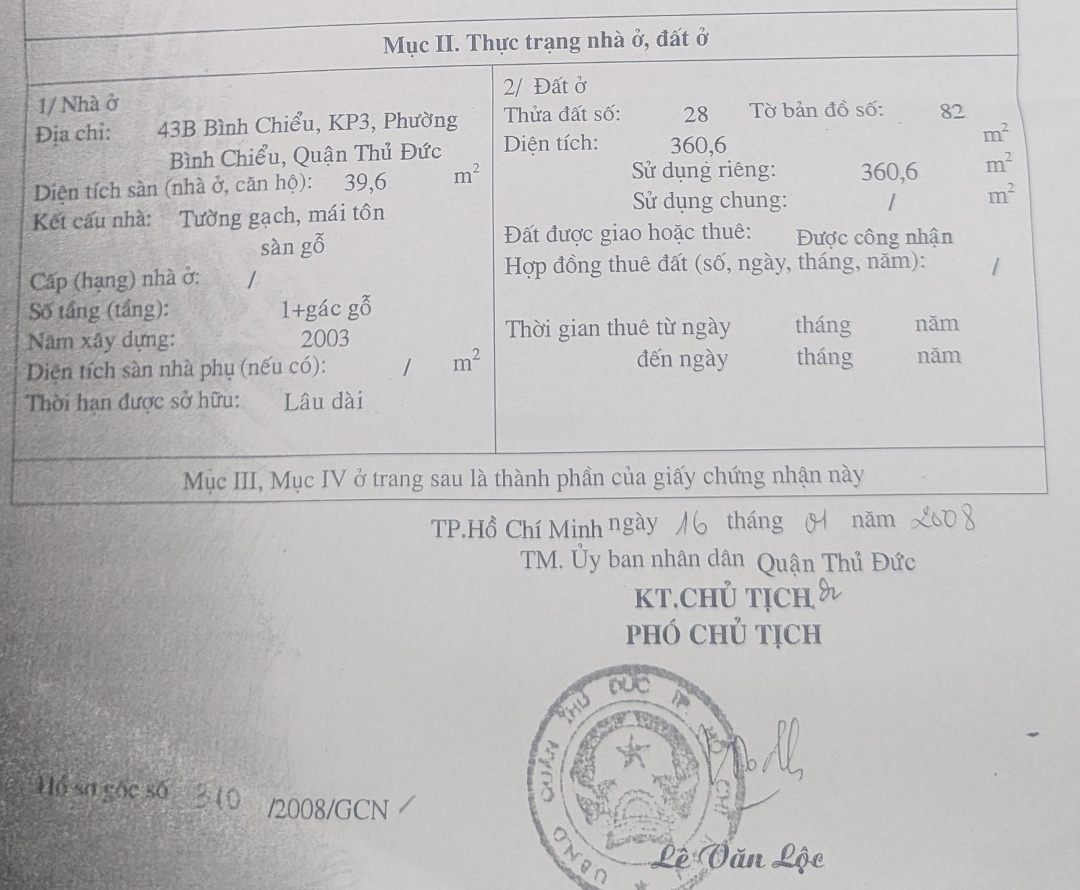 Mục II. Thực trạng nhà ở, đất ở
1/ Nhà ở
Địa chỉ: 43B Bình Chiểu, KP3, Phường
Bình Chiểu, Quận Thủ Đức
Diện tích sàn (nhà ở, căn hộ): 39,6 m²
Kết cấu nhà: Tường gạch, mái tôn
sàn gỗ
Cấp (hạng) nhà ở: /
Số tầng (tầng): 1+gác gỗ
Năm xây dựng: 2003
Diện tích sàn nhà phụ (nếu có): / m²
Thời hạn được sở hữu: Lâu dài
2/ Đất ở
Thửa đất số: 28 Tờ bản đồ số: 82
Diện tích: 360,6 m²
Sử dụng riêng: 360,6 m²
Sử dụng chung: / m²
Đất được giao hoặc thuê: Được công nhận
Hợp đồng thuê đất (số, ngày, tháng, năm): /
Thời gian thuê từ ngày tháng năm
đến ngày tháng năm
Mục III, Mục IV ở trang sau là thành phần của giấy chứng nhận này
TP.Hồ Chí Minh ngày 16 tháng 01 năm 2008
TM. Ủy ban nhân dân Quận Thủ Đức
KT.CHỦ TỊCH
PHÓ CHỦ TỊCH
U.B.N.D QUẬN THỦ ĐỨC TP. HỒ CHÍ
Hồ sơ gốc số 310 /2008/GCN
Lê Văn Lộc